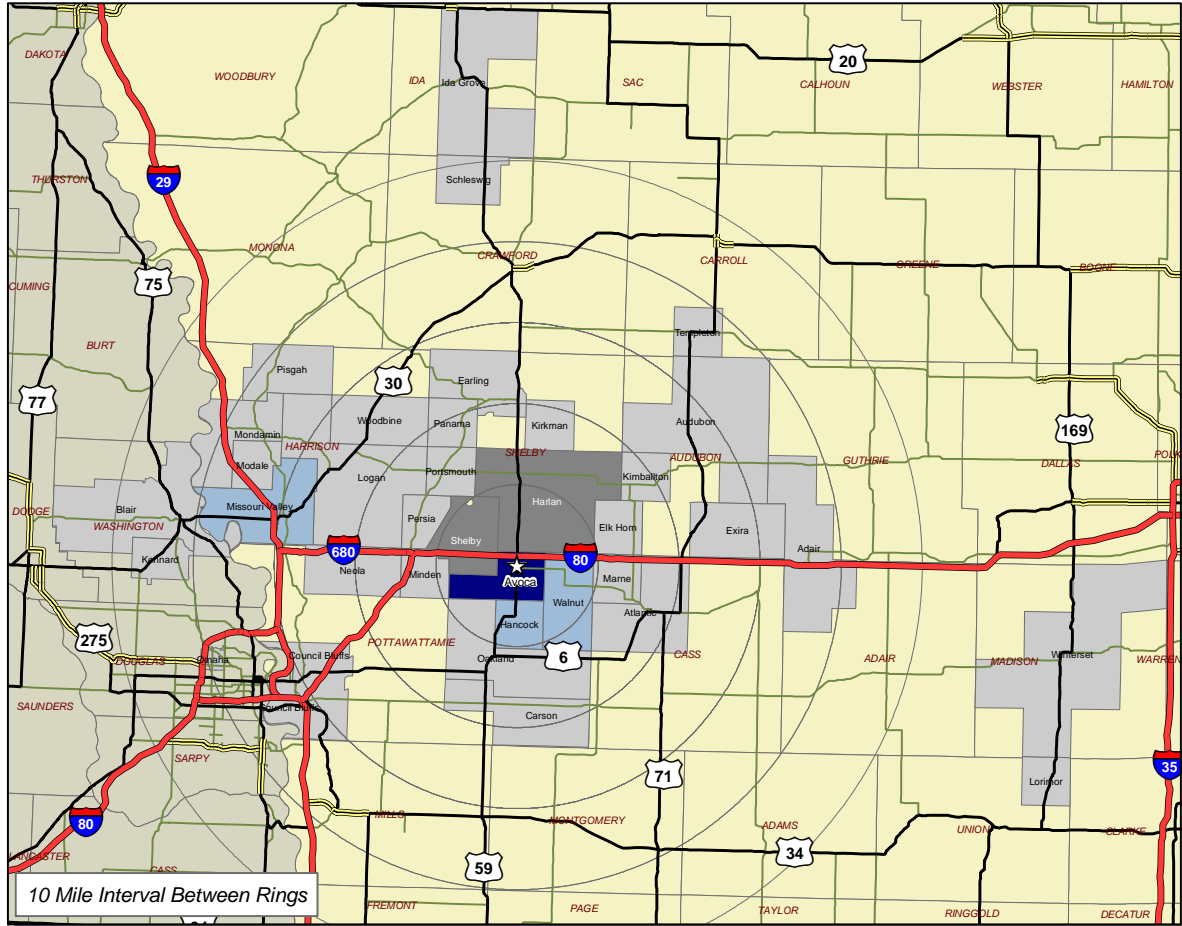 DAKOTA
WOODBURY
IDA
SAC
20
CALHOUN
WEBSTER
HAMILTON
Ida Grove
THURSTON
29
Schleswig
MONONA
CRAWFORD
CARROLL
GREENE
BOONE
CUMING
75
BURT
Templeton
Pisgah
30
Earling
77
Woodbine
Panama
Kirkman
Audubon
169
Mondamin
HARRISON
SHELBY
AUDUBON
GUTHRIE
DALLAS
POLK
Modale
Logan
Portsmouth
Kimballton
Blair
Missouri Valley
Harlan
DODGE
WASHINGTON
Persia
Elk Horn
Exira
Shelby
Adair
680
80
Kennard
Neola
Minden
Avoca
Marne
Walnut
Atlantic
Hancock
275
POTTAWATTAMIE
6
DOUGLAS
Omaha
Council Bluffs
Oakland
CASS
ADAIR
MADISON
Winterset
WARREN
SAUNDERS
Council Bluffs
Carson
SARPY
71
35
Lorimor
80
MILLS
MONTGOMERY
ADAMS
UNION
CLARKE
LANCASTER
CASS
59
34
10 Mile Interval Between Rings
FREMONT
PAGE
TAYLOR
RINGGOLD
DECATUR